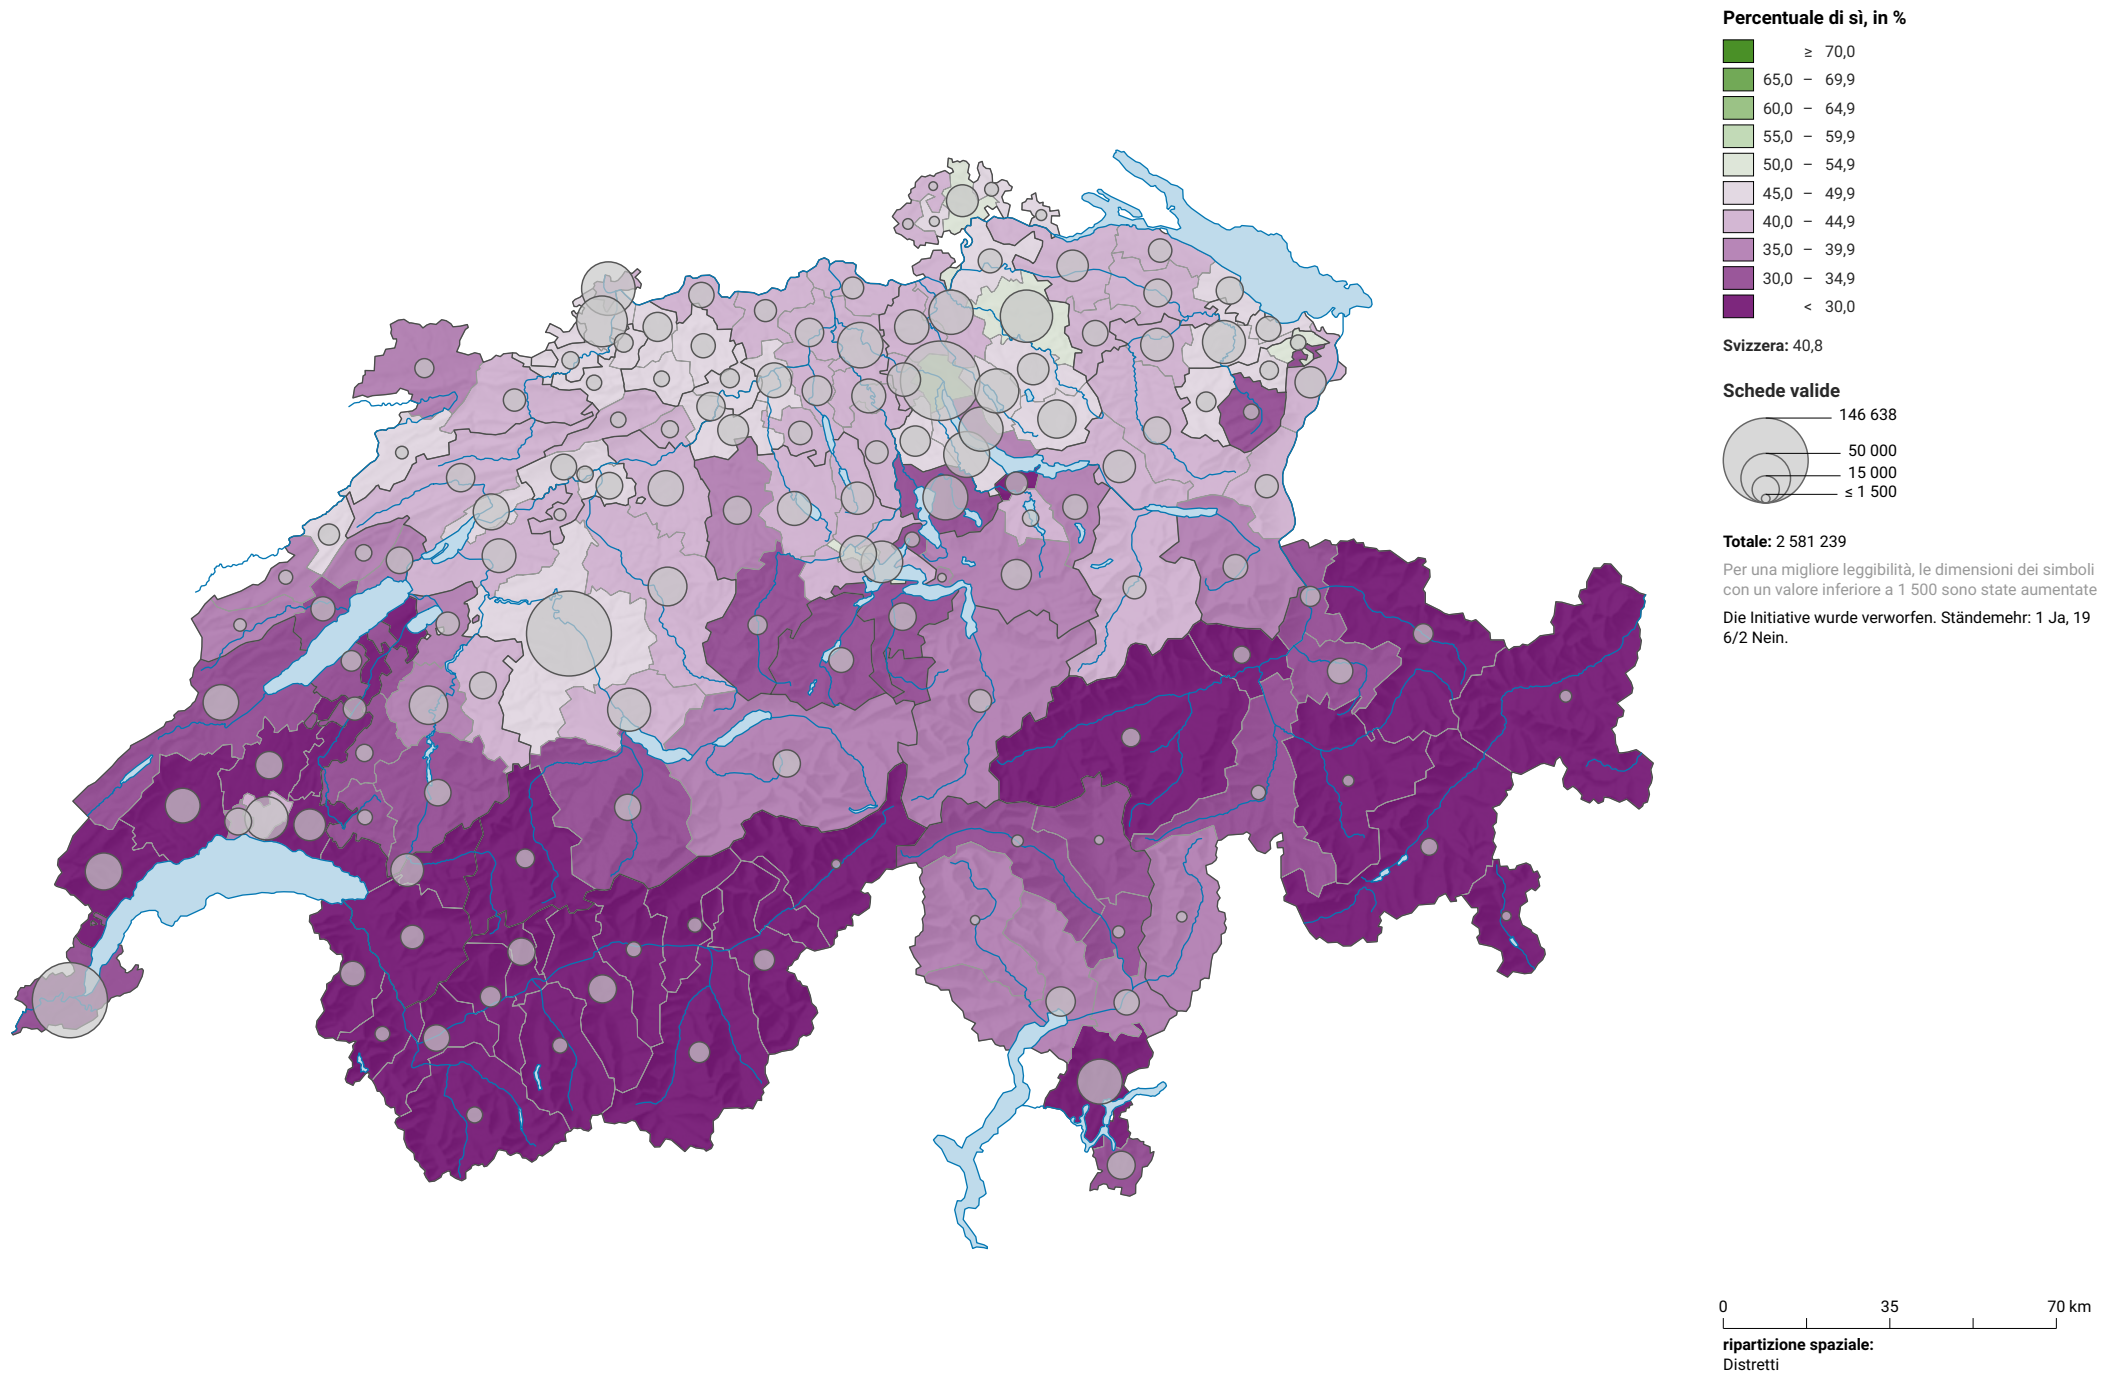 Percentuale di sì, in %
≥ 70,0
65,0 – 69,9
60,0 – 64,9
55,0 – 59,9
50,0 – 54,9
45,0 – 49,9
40,0 – 44,9
35,0 – 39,9
30,0 – 34,9
< 30,0
Svizzera: 40,8
Schede valide
146 638
50 000
15 000
≤ 1 500
Totale: 2 581 239
Per una migliore leggibilità, le dimensioni dei simboli
con un valore inferiore a 1 500 sono state aumentate
Die Initiative wurde verworfen. Ständemehr: 1 Ja, 19
6/2 Nein.
0 35 70 km
ripartizione spaziale:
Distretti